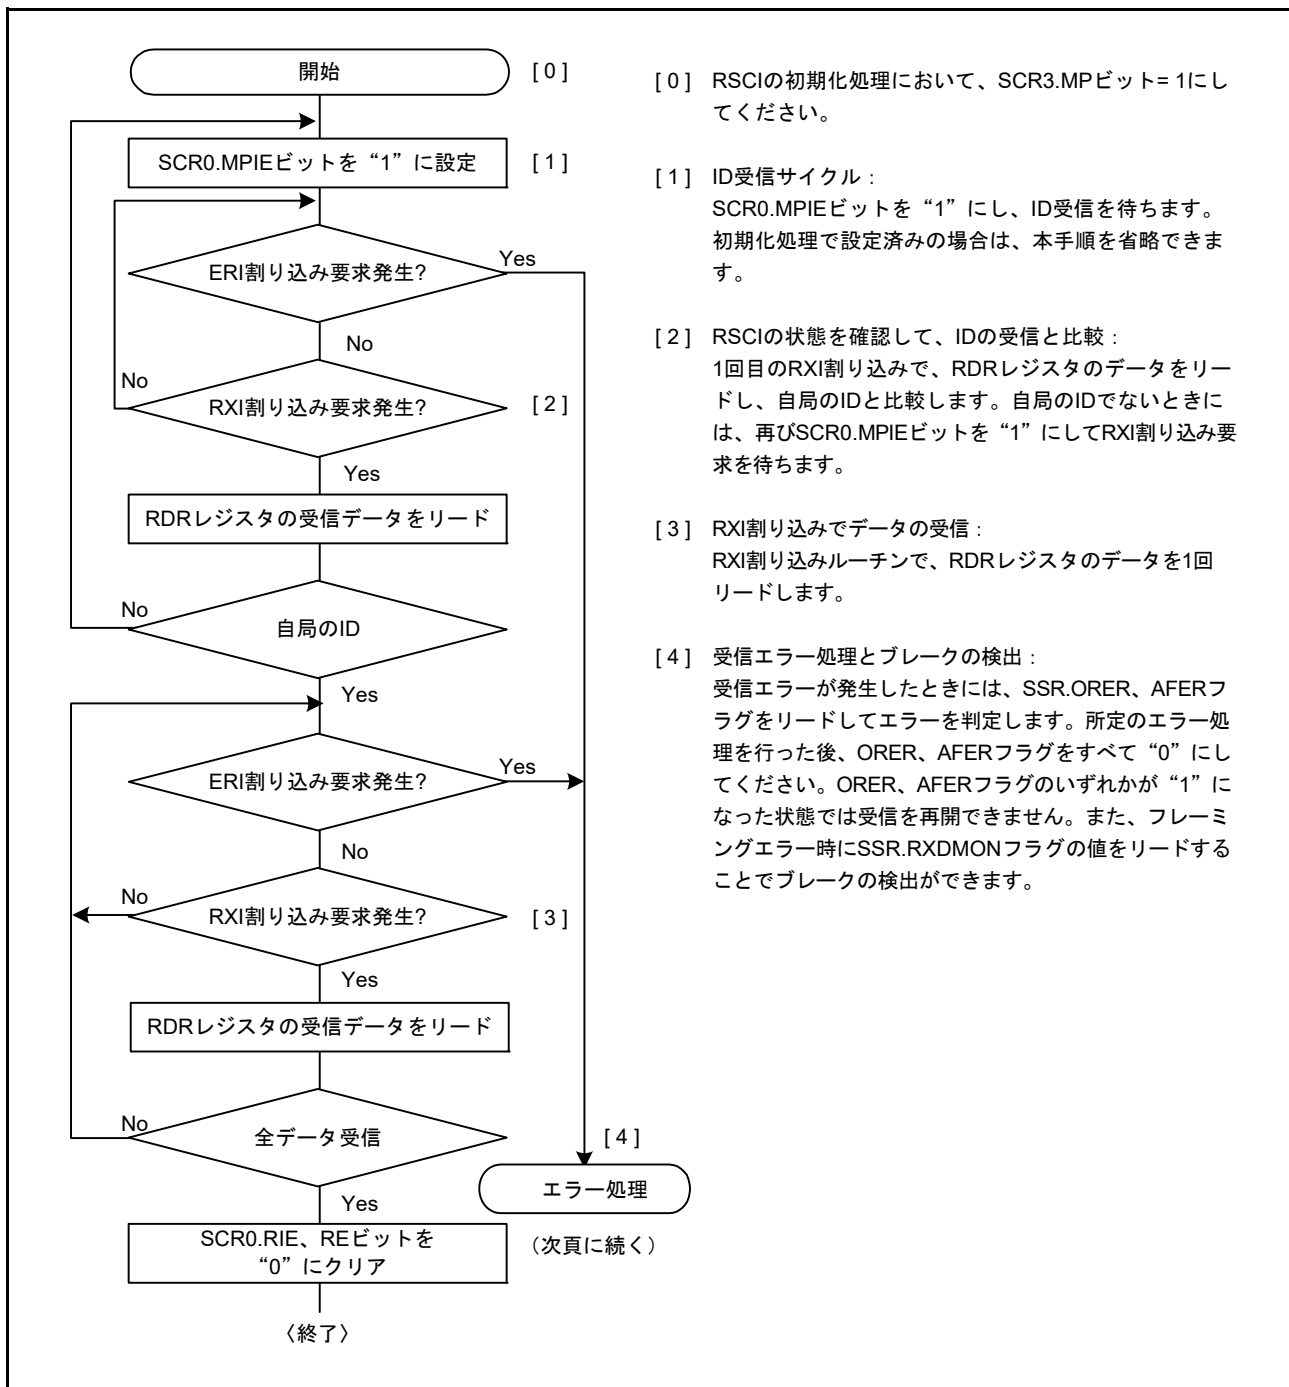 開始
[ 0 ]
SCR0.MPIEビットを“1”に設定
[ 1 ]
ERI割り込み要求発生?
Yes
No
RXI割り込み要求発生?
No
[ 2 ]
Yes
RDRレジスタの受信データをリード
自局のID
No
Yes
ERI割り込み要求発生?
Yes
No
RXI割り込み要求発生?
No
[ 3 ]
Yes
RDRレジスタの受信データをリード
全データ受信
No
[ 4 ]
エラー処理
Yes
（次頁に続く）
SCR0.RIE、REビットを
“0”にクリア
〈終了〉
[ 0 ] RSCIの初期化処理において、SCR3.MPビット= 1にし
てください。
[ 1 ] ID受信サイクル：
SCR0.MPIEビットを“1”にし、ID受信を待ちます。
初期化処理で設定済みの場合は、本手順を省略できま
す。
[ 2 ] RSCIの状態を確認して、IDの受信と比較：
1回目のRXI割り込みで、RDRレジスタのデータをリー
ドし、自局のIDと比較します。自局のIDでないときに
は、再びSCR0.MPIEビットを“1”にしてRXI割り込み要
求を待ちます。
[ 3 ] RXI割り込みでデータの受信：
RXI割り込みルーチンで、RDRレジスタのデータを1回
リードします。
[ 4 ] 受信エラー処理とブレークの検出：
受信エラーが発生したときには、SSR.ORER、AFERフ
ラグをリードしてエラーを判定します。所定のエラー処
理を行った後、ORER、AFERフラグをすべて“0”にし
てください。ORER、AFERフラグのいずれかが“1”に
なった状態では受信を再開できません。また、フレーミ
ングエラー時にSSR.RXDMONフラグの値をリードする
ことでブレークの検出ができます。